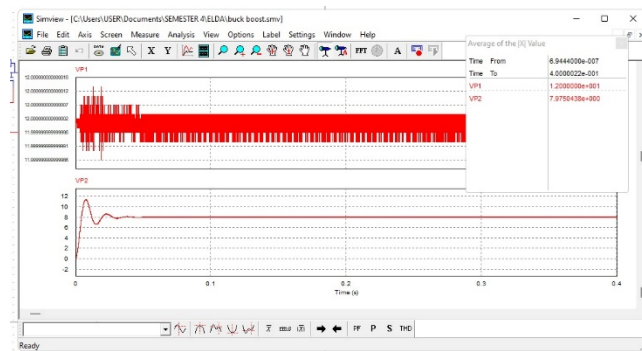 Simview - [C:\Users\USER\Documents\SEMESTER 4\ELDA\buck boost.smv]
File Edit Axis Screen Measure Analysis View Options Label Settings Window Help
X Y FFT A
Average of the |X| Value
Time From 6.9444000e-007
Time To 4.0000022e-001
VP1 1.2000000e+001
VP2 7.9750438e+000
VP1
VP2
12
10
8
6
4
2
0
-2
0 0.1 0.2 0.3 0.4
Time (s)
PF P S THD
Ready